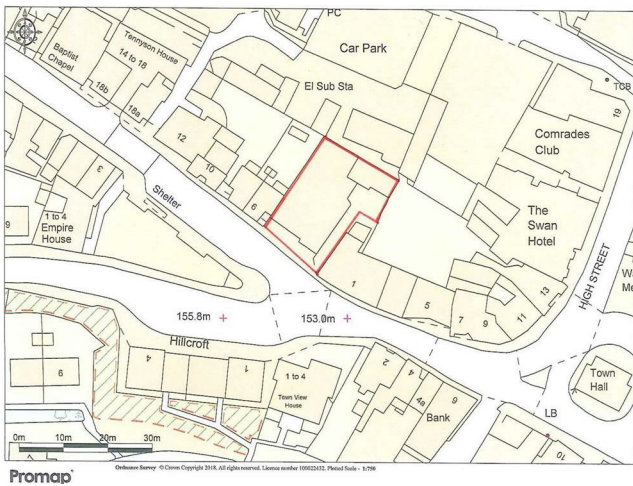 PC
Car Park
El Sub Sta
Tennyson House
14 to 18
Baptist
Chapel
18b
18a
12
10
6
TCB
19
Comrades
Club
The
Swan
Hotel
HIGH STREET
3
Shelter
1 to 4
Empire
House
9
1
5
7
9
11
13
155.8m
153.0m
Hillcroft
4
1
1 to 4
Town View
House
2
4
4a
6
Bank
Town
Hall
LB
10
9
0m 10m 20m 30m
Promap
Ordnance Survey © Crown Copyright 2018. All rights reserved. Licence number 100022432. Plotted Scale - 1:750